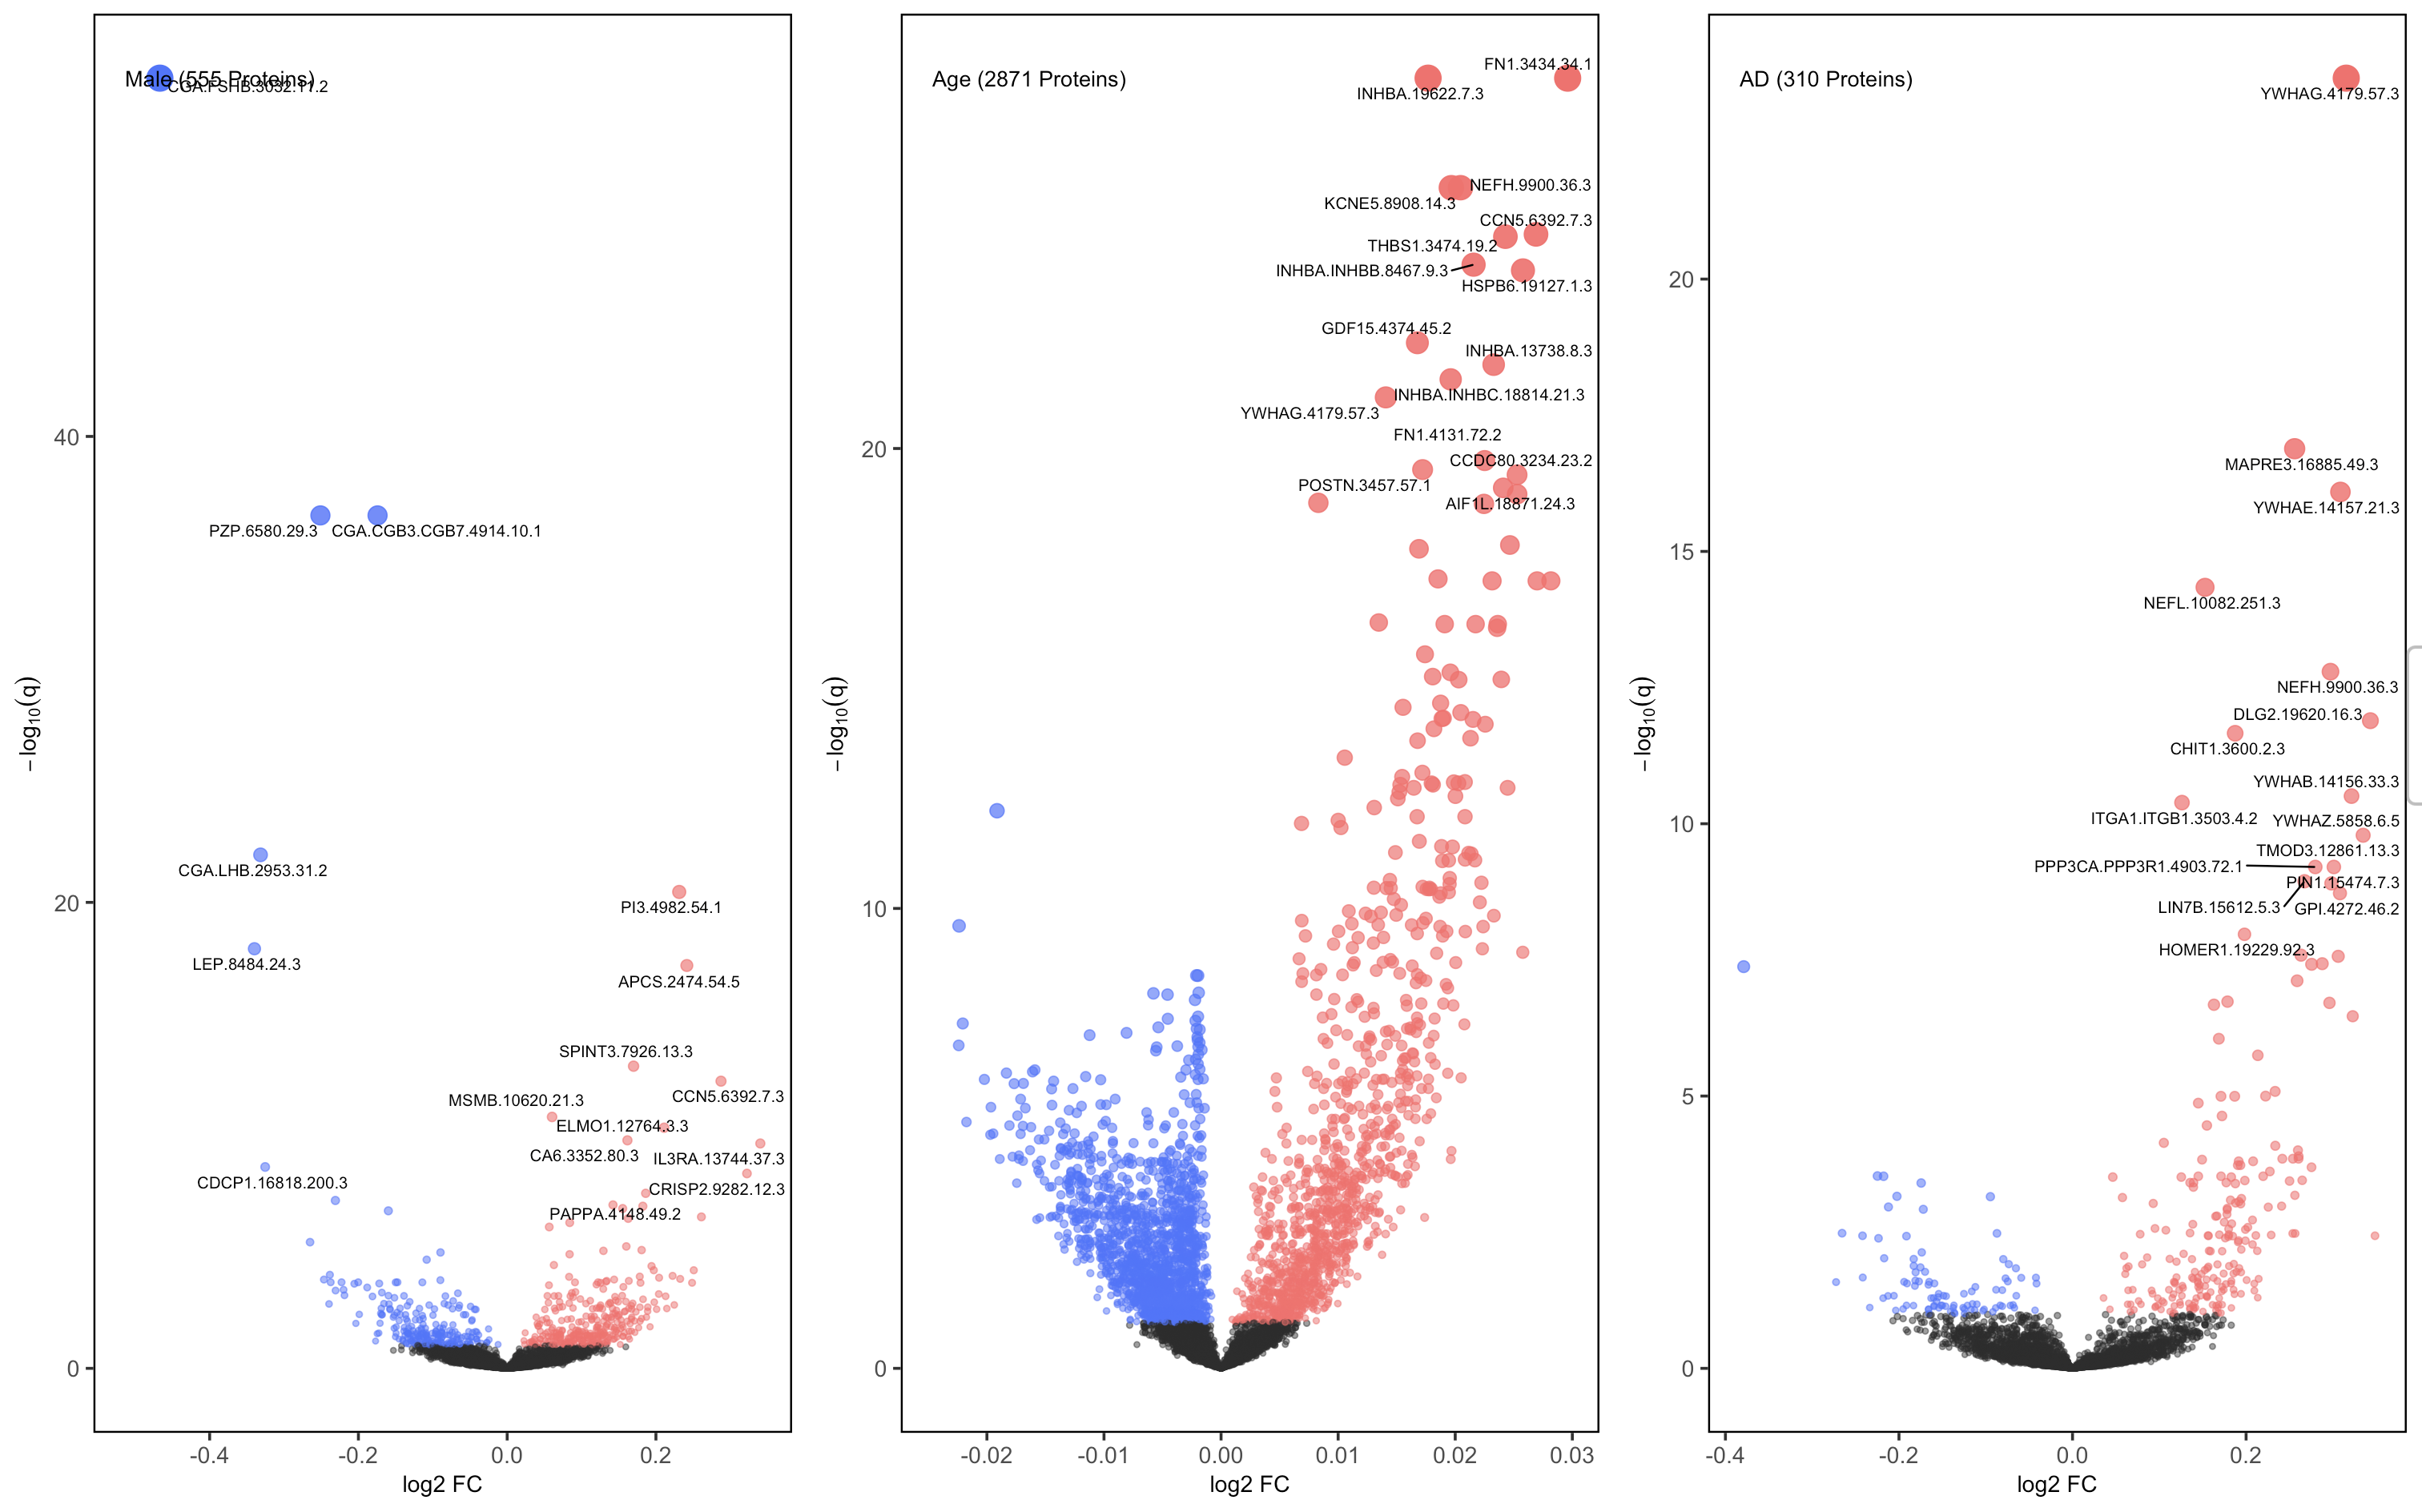 Male (555 Proteins)
CGA.FSHB.3032.11.2
40
PZP.6580.29.3
CGA.CGB3.CGB7.4914.10.1
−log10(q)
CGA.LHB.2953.31.2
20
PI3.4982.54.1
LEP.8484.24.3
APCS.2474.54.5
SPINT3.7926.13.3
CCN5.6392.7.3
MSMB.10620.21.3
ELMO1.12764.3.3
CA6.3352.80.3
IL3RA.13744.37.3
CDCP1.16818.200.3
CRISP2.9282.12.3
PAPPA.4148.49.2
0
-0.4
-0.2
0.0
0.2
log2 FC
Age (2871 Proteins)
FN1.3434.34.1
INHBA.19622.7.3
NEFH.9900.36.3
KCNE5.8908.14.3
CCN5.6392.7.3
THBS1.3474.19.2
INHBA.INHBB.8467.9.3
HSPB6.19127.1.3
GDF15.4374.45.2
INHBA.13738.8.3
INHBA.INHBC.18814.21.3
YWHAG.4179.57.3
FN1.4131.72.2
20
CCDC80.3234.23.2
POSTN.3457.57.1
AIF1L.18871.24.3
−log10(q)
10
0
-0.02
-0.01
0.00
0.01
0.02
0.03
log2 FC
AD (310 Proteins)
YWHAG.4179.57.3
20
MAPRE3.16885.49.3
YWHAE.14157.21.3
15
NEFL.10082.251.3
NEFH.9900.36.3
−log10(q)
DLG2.19620.16.3
CHIT1.3600.2.3
YWHAB.14156.33.3
ITGA1.ITGB1.3503.4.2
YWHAZ.5858.6.5
10
TMOD3.12861.13.3
PPP3CA.PPP3R1.4903.72.1
PIN1.15474.7.3
LIN7B.15612.5.3
GPI.4272.46.2
HOMER1.19229.92.3
5
0
-0.4
-0.2
0.0
0.2
log2 FC